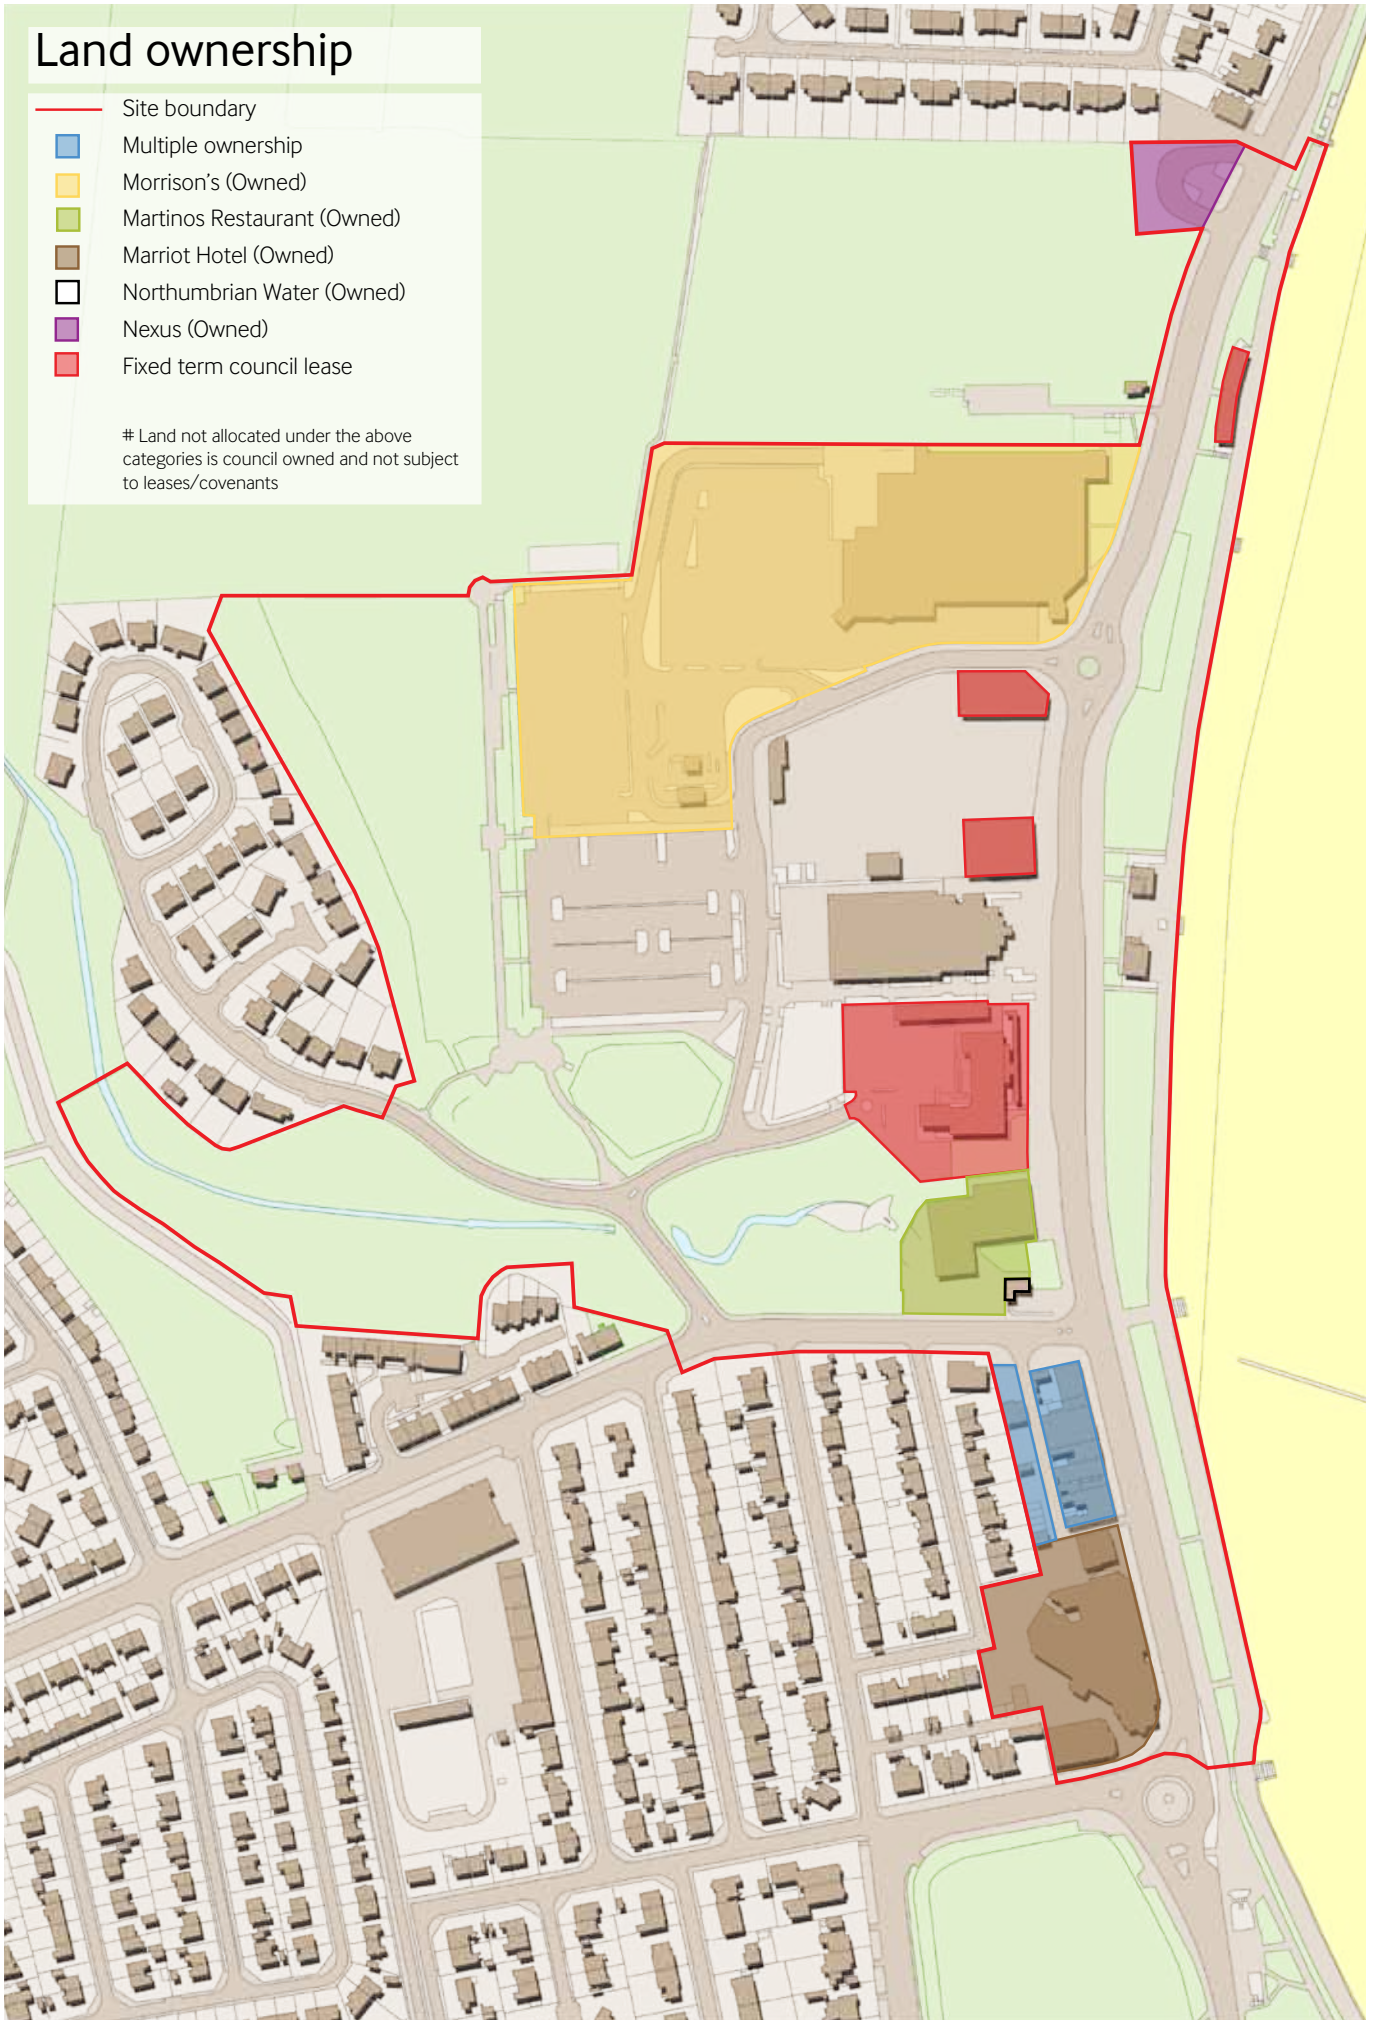 Land ownership
Site boundary
Multiple ownership
Morrison's (Owned)
Martinos Restaurant (Owned)
Marriot Hotel (Owned)
Northumbrian Water (Owned)
Nexus (Owned)
Fixed term council lease
# Land not allocated under the above
categories is council owned and not subject
to leases/covenants